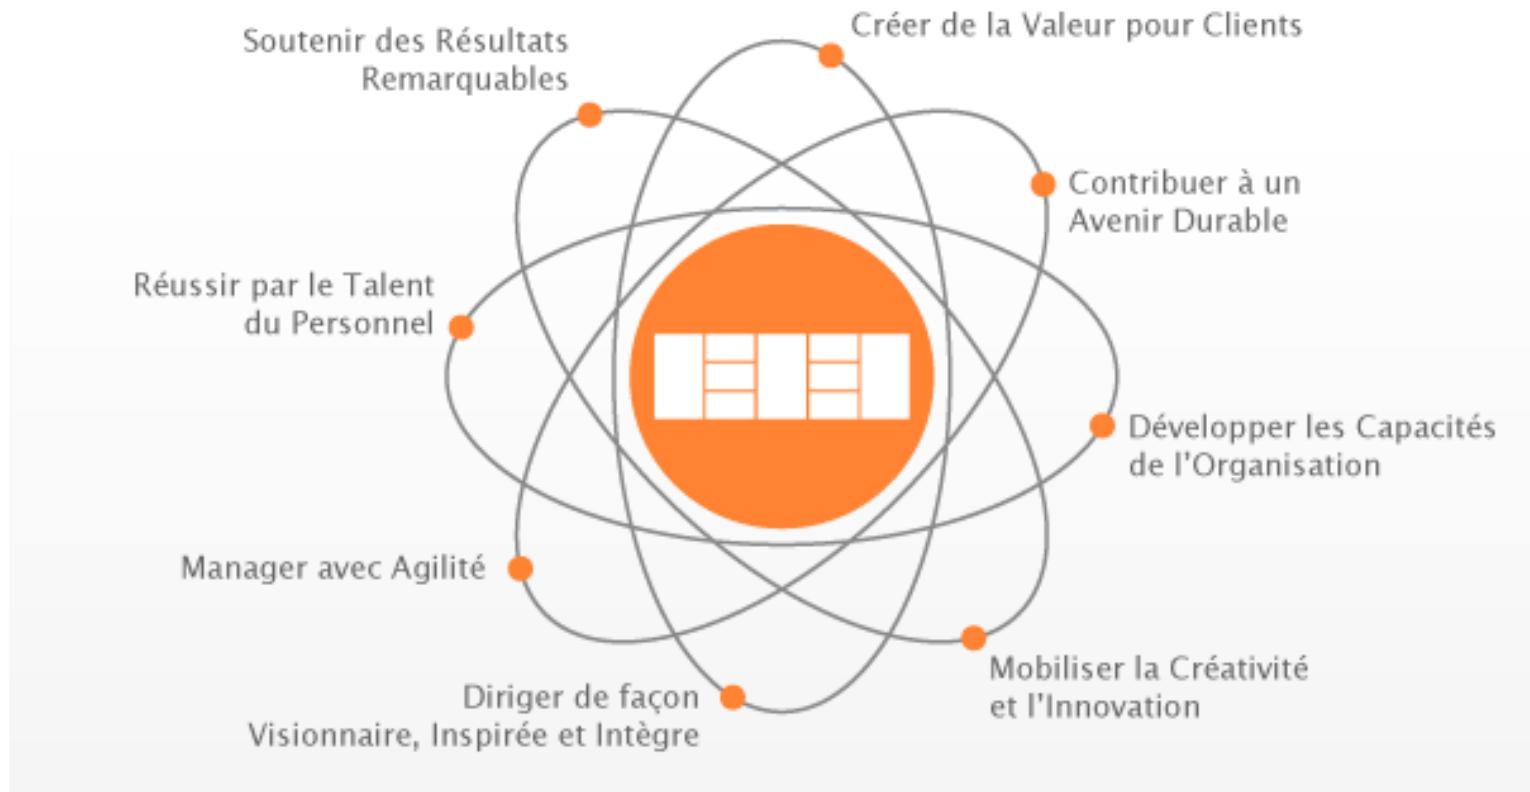 Créer de la Valeur pour Clients
Soutenir des Résultats
Remarquables
Contribuer à un
Avenir Durable
Réussir par le Talent
du Personnel
Développer les Capacités
de l'Organisation
Manager avec Agilité
Mobiliser la Créativité
et l'Innovation
Diriger de façon
Visionnaire, Inspirée et Intègre